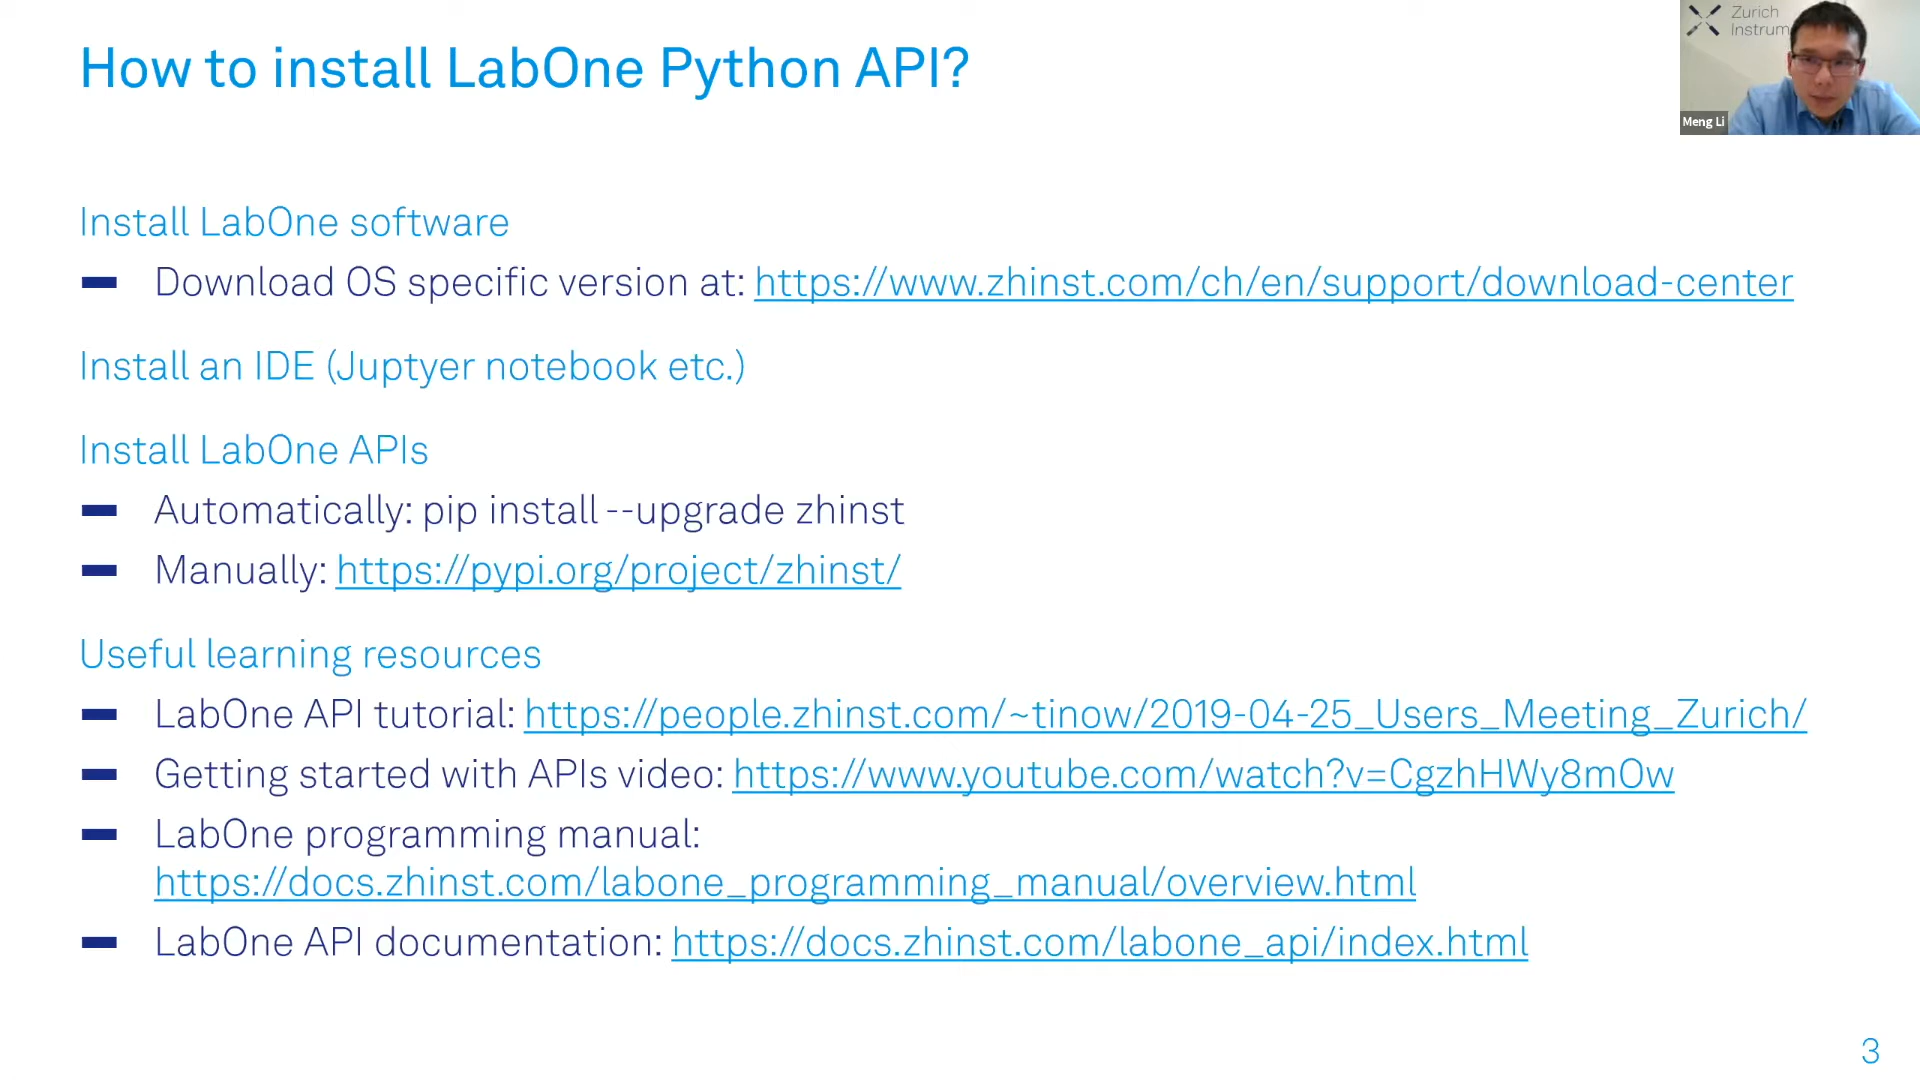 How to install LabOne Python API?
Zurich
Instrum
Meng Li
Install LabOne software
Download OS specific version at: https://www.zhinst.com/ch/en/support/download-center
Install an IDE (Juptyer notebook etc.)
Install LabOne APIs
Automatically: pip install --upgrade zhinst
Manually: https://pypi.org/project/zhinst/
Useful learning resources
LabOne API tutorial: https://people.zhinst.com/~tinow/2019-04-25_Users_Meeting_Zurich/
Getting started with APIs video: https://www.youtube.com/watch?v=CgzhHWy8mOw
LabOne programming manual:
https://docs.zhinst.com/labone_programming_manual/overview.html
LabOne API documentation: https://docs.zhinst.com/labone_api/index.html
3